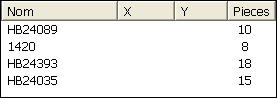 Nom X Y Pieces
HB24089 10
1420 8
HB24393 18
HB24035 15